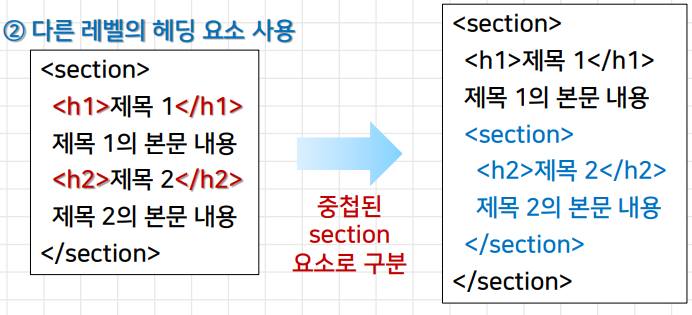 ② 다른 레벨의 헤딩 요소 사용
<section>
<h1>제목 1</h1>
제목 1의 본문 내용
<h2>제목 2</h2>
제목 2의 본문 내용
</section>
중첩된
section
요소로 구분
<section>
<h1>제목 1</h1>
제목 1의 본문 내용
<section>
<h2>제목 2</h2>
제목 2의 본문 내용
</section>
</section>